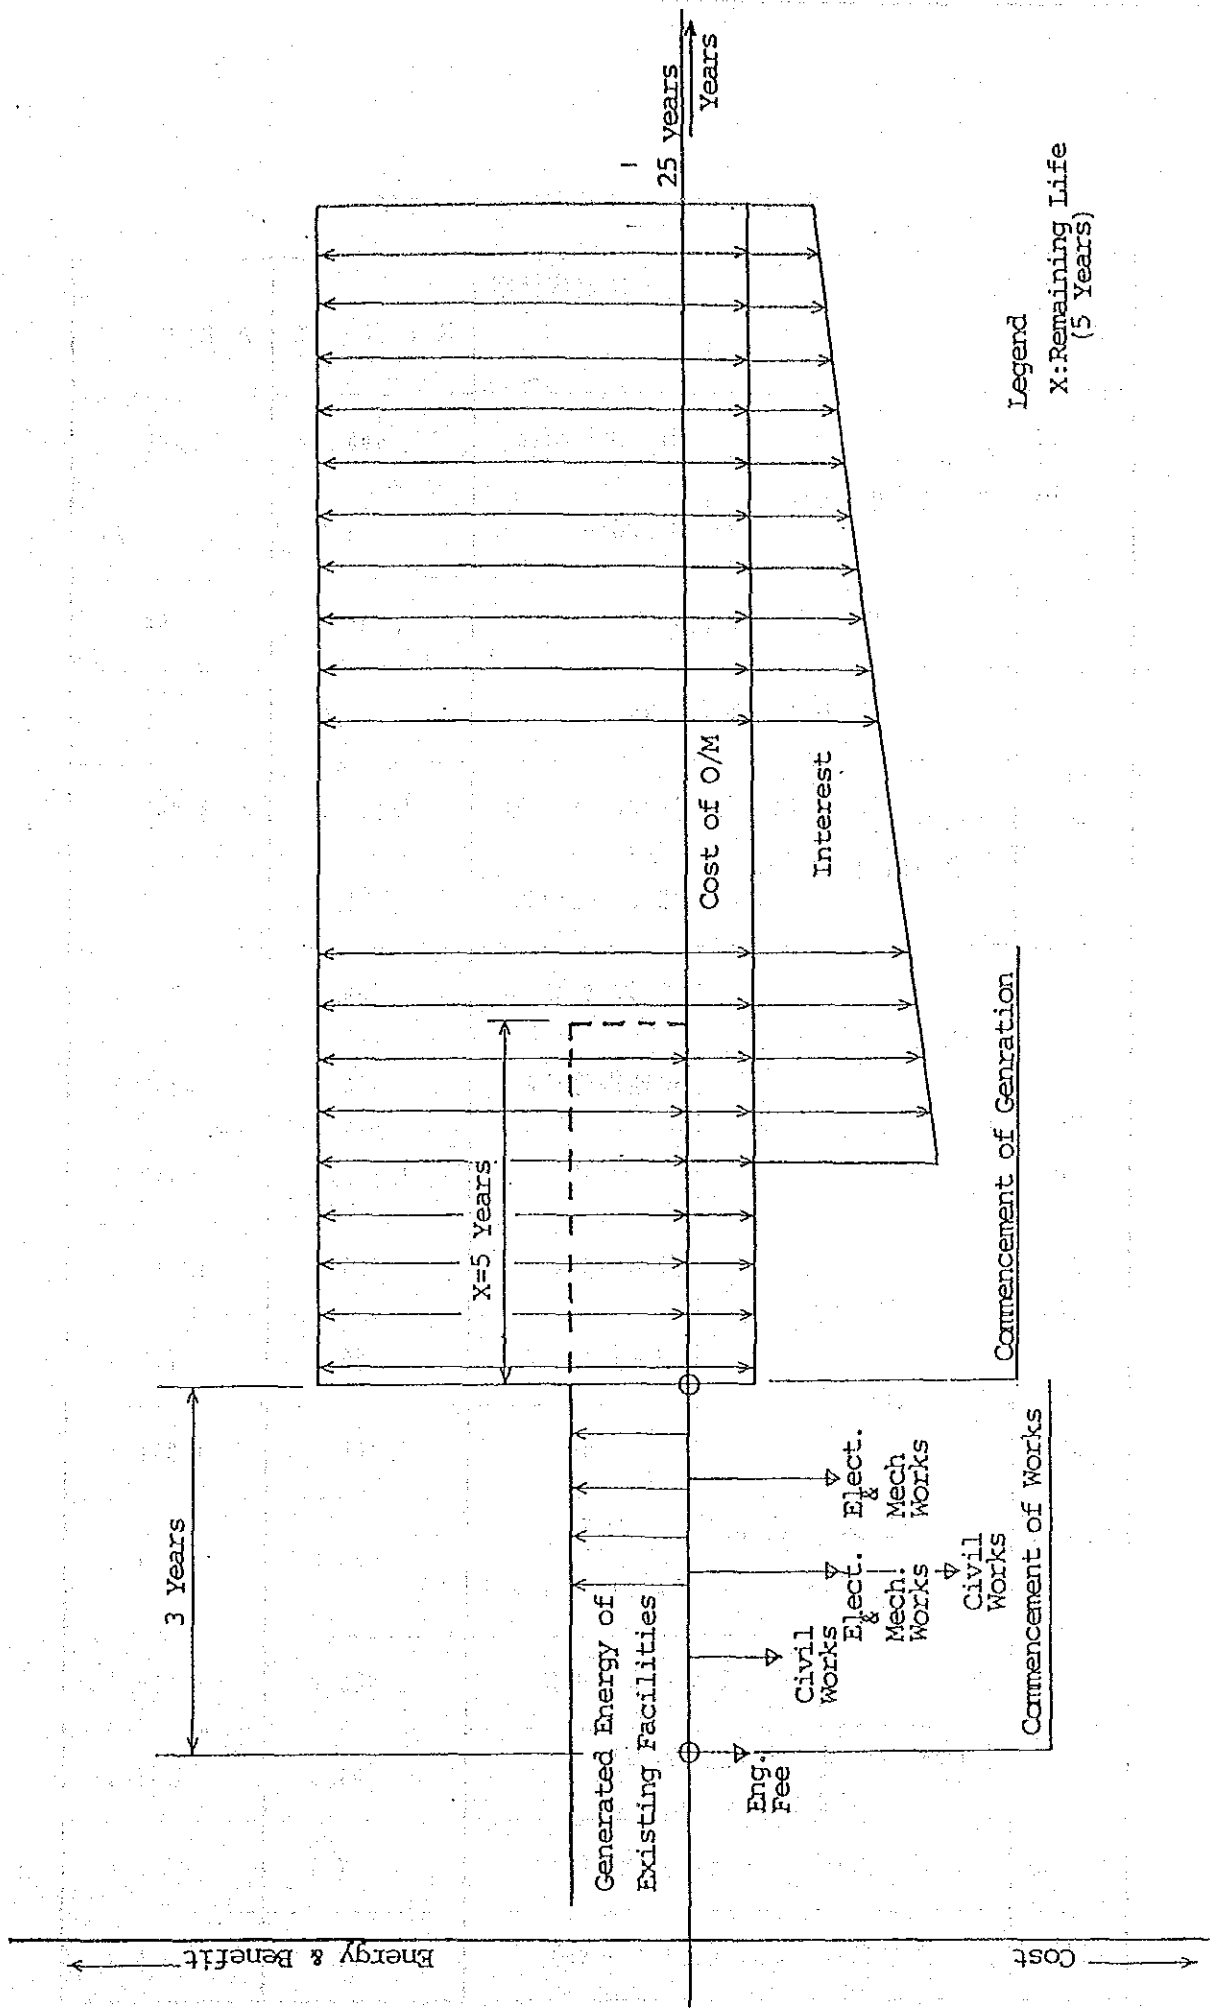 Energy & Benefit
Cost
3 Years
Generated Energy of
Existing Facilities
X=5 Years
25 years
Years
Cost of O/M
Interest
Eng.
Fee
Civil
Works
Elect.
&
Mech.
Works
Civil
Works
Elect.
&
Mech
Works
Commencement of Works
Commencement of Genration
Legend
X:Remaining Life
(5 Years)